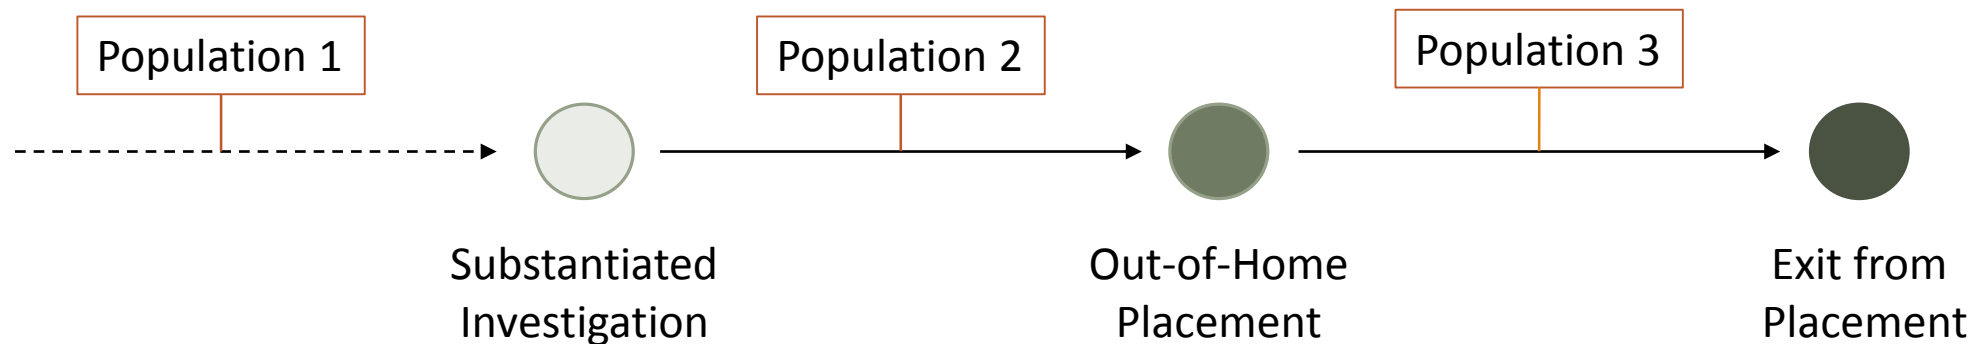 Population 1
Population 2
Population 3
Substantiated
Investigation
Out-of-Home
Placement
Exit from
Placement